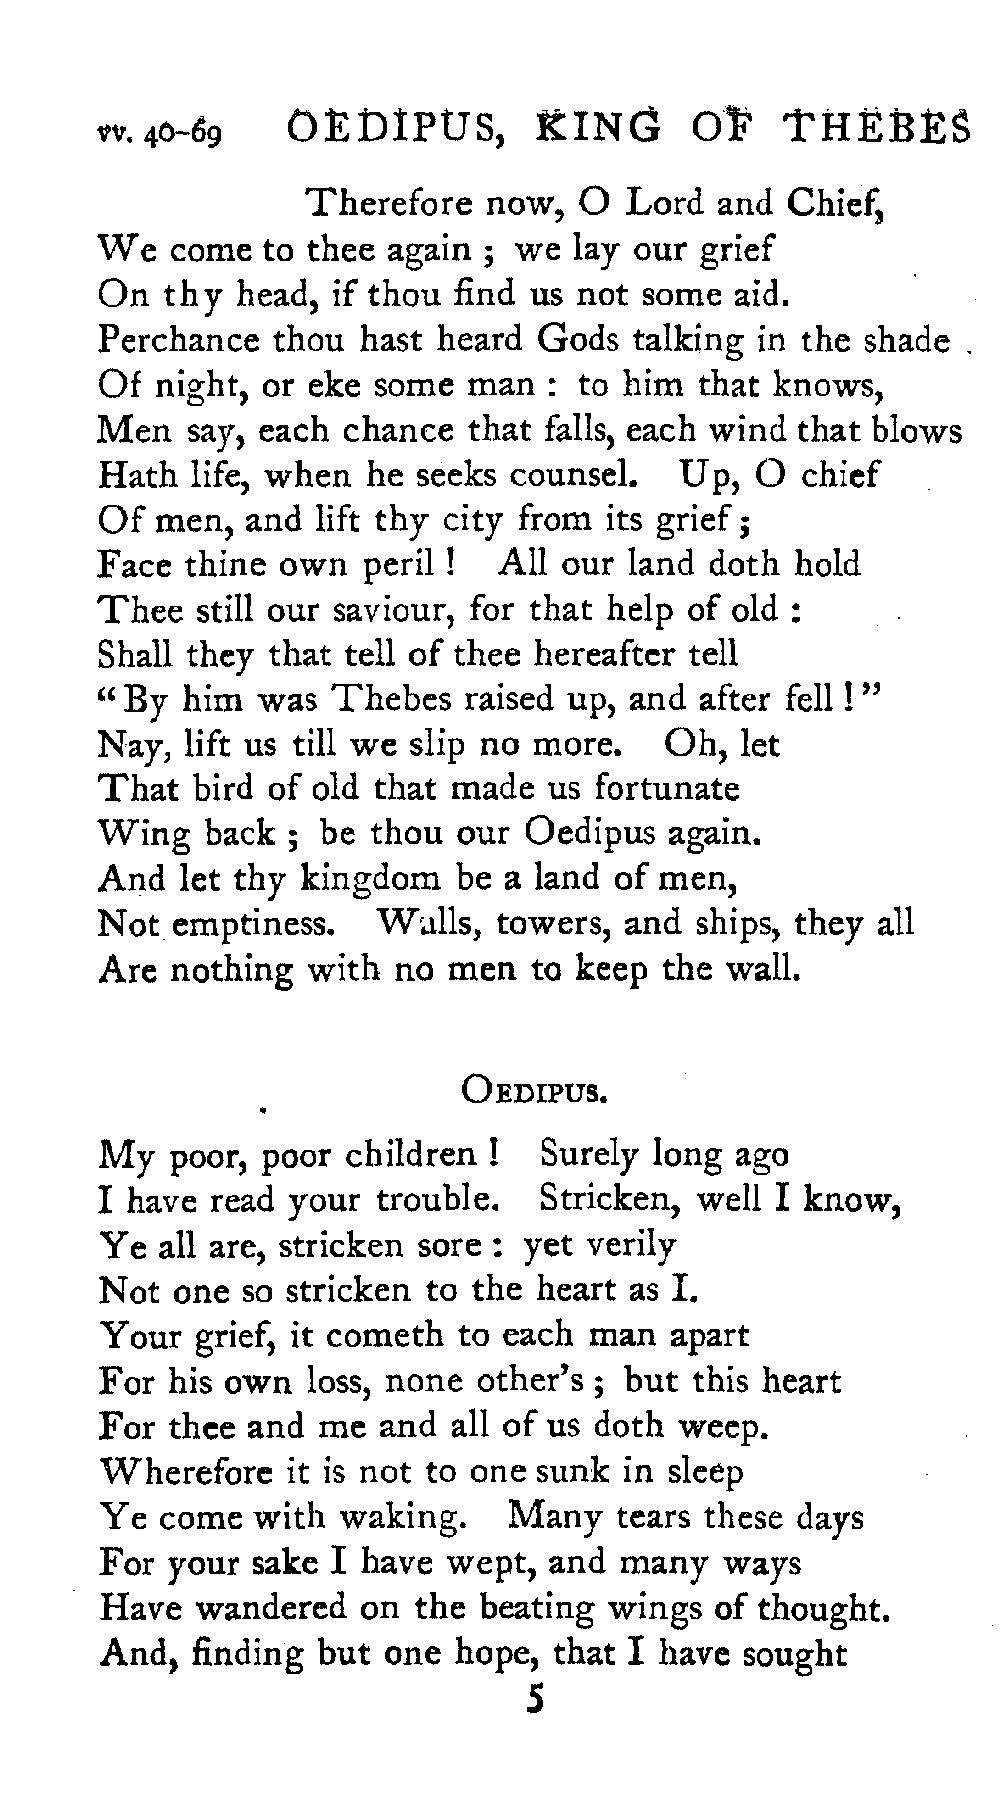 vv. 40-69 OEDIPUS, KING OF THEBES
Therefore now, O Lord and Chief,
We come to thee again ; we lay our grief
On thy head, if thou find us not some aid.
Perchance thou hast heard Gods talking in the shade
Of night, or eke some man : to him that knows,
Men say, each chance that falls, each wind that blows
Hath life, when he seeks counsel. Up, O chief
Of men, and lift thy city from its grief ;
Face thine own peril ! All our land doth hold
Thee still our saviour, for that help of old :
Shall they that tell of thee hereafter tell
“ By him was Thebes raised up, and after fell ! ”
Nay, lift us till we slip no more. Oh, let
That bird of old that made us fortunate
Wing back ; be thou our Oedipus again.
And let thy kingdom be a land of men,
Not emptiness. Walls, towers, and ships, they all
Are nothing with no men to keep the wall.
OEDIPUS.
My poor, poor children ! Surely long ago
I have read your trouble. Stricken, well I know,
Ye all are, stricken sore : yet verily
Not one so stricken to the heart as I.
Your grief, it cometh to each man apart
For his own loss, none other’s ; but this heart
For thee and me and all of us doth weep.
Wherefore it is not to one sunk in sleep
Ye come with waking. Many tears these days
For your sake I have wept, and many ways
Have wandered on the beating wings of thought.
And, finding but one hope, that I have sought
5